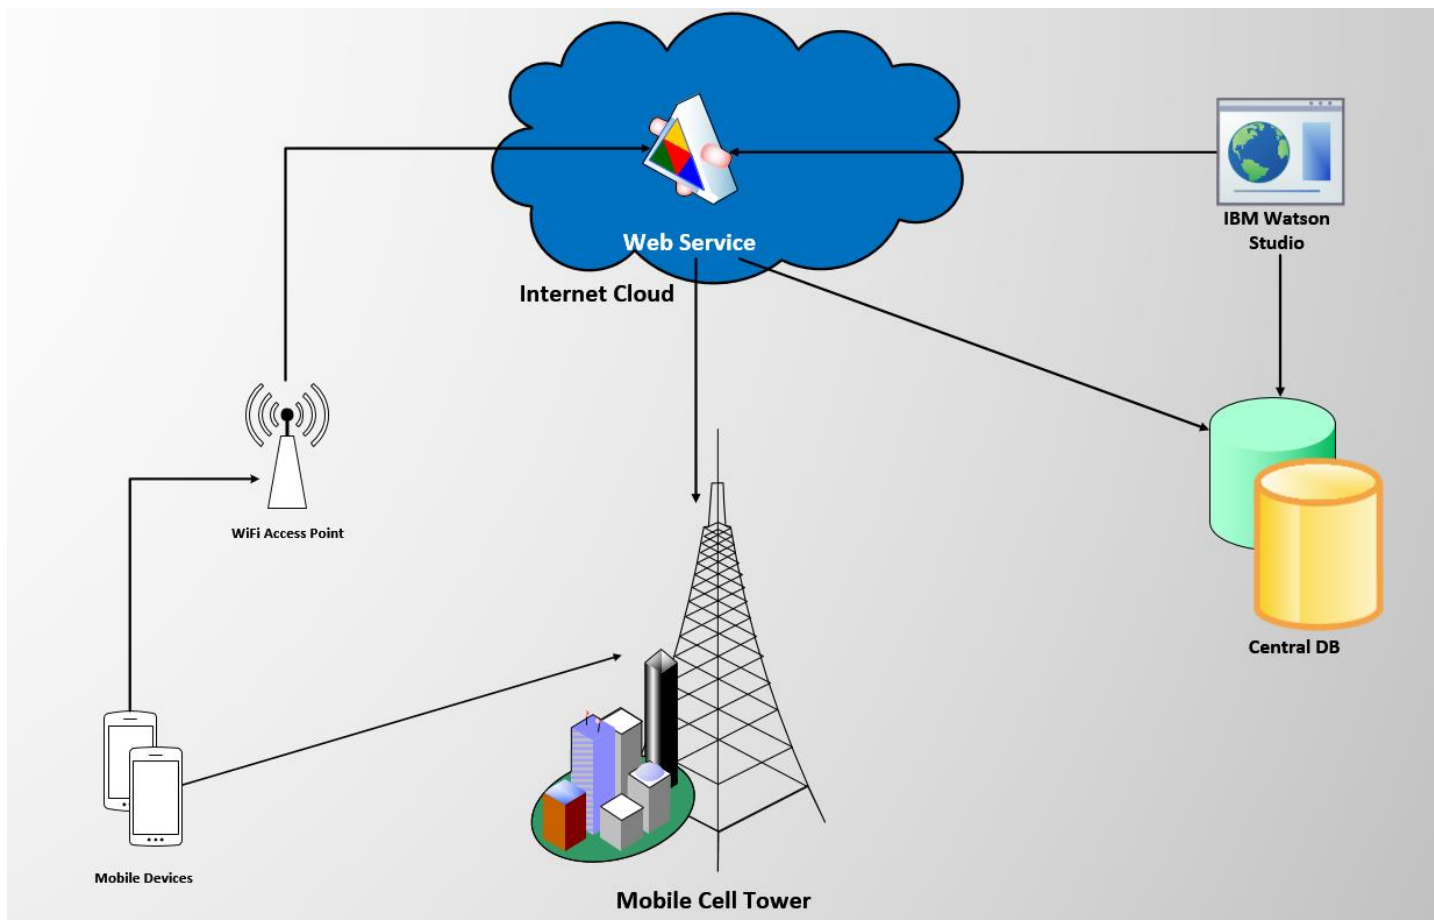 Web Service
IBM Watson
Studio
Internet Cloud
WiFi Access Point
Central DB
Mobile Devices
Mobile Cell Tower